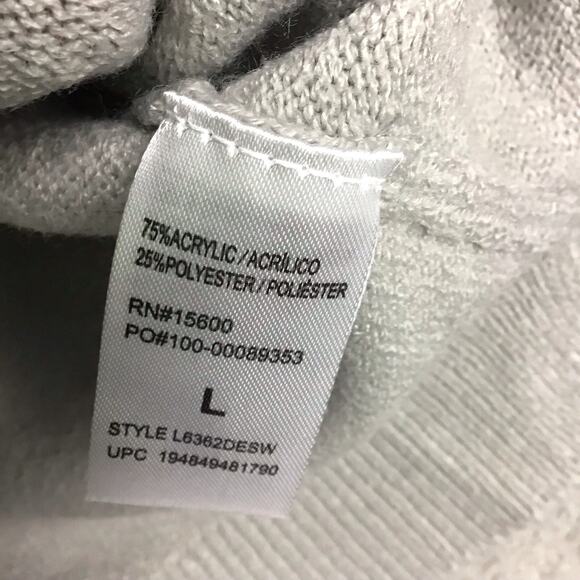 75%ACRYLIC/ACRÍLICO
25%POLYESTER/POLIÉSTER
RN#15600
PO#100-00089353
L
STYLE L6362DESW
UPC 194849481790